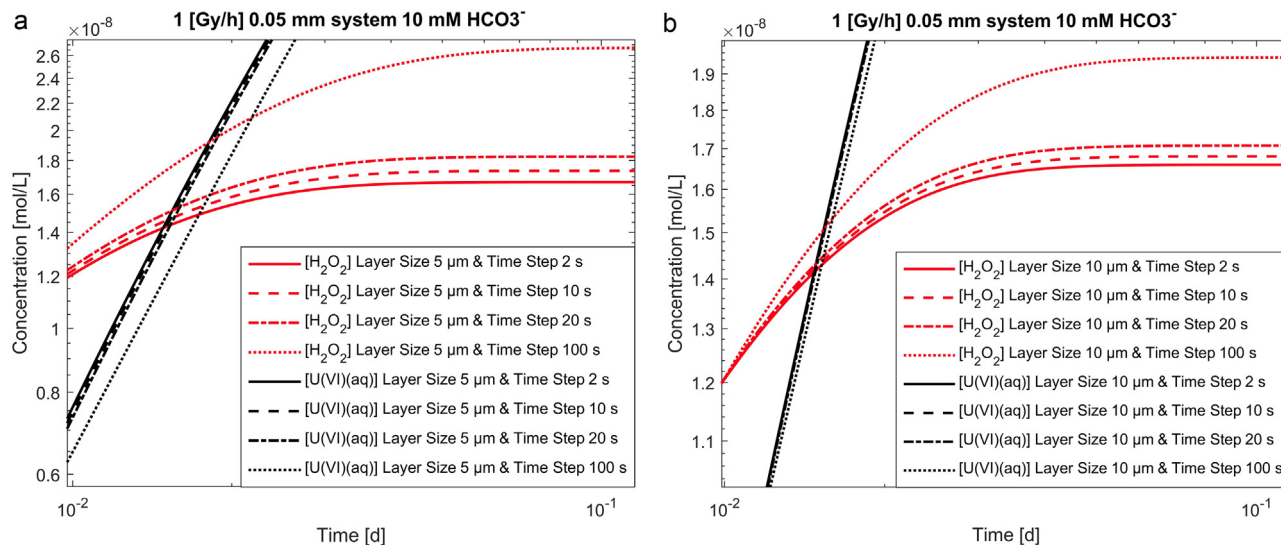 a
1 [Gy/h] 0.05 mm system 10 mM HCO3⁻
×10⁻⁸
2.6
2.4
2.2
2
1.8
1.6
1.4
1.2
1
0.8
0.6
Concentration [mol/L]
[H₂O₂] Layer Size 5 µm & Time Step 2 s
[H₂O₂] Layer Size 5 µm & Time Step 10 s
[H₂O₂] Layer Size 5 µm & Time Step 20 s
[H₂O₂] Layer Size 5 µm & Time Step 100 s
[U(VI)(aq)] Layer Size 5 µm & Time Step 2 s
[U(VI)(aq)] Layer Size 5 µm & Time Step 10 s
[U(VI)(aq)] Layer Size 5 µm & Time Step 20 s
[U(VI)(aq)] Layer Size 5 µm & Time Step 100 s
10⁻²
10⁻¹
Time [d]
b
1 [Gy/h] 0.05 mm system 10 mM HCO3⁻
×10⁻⁸
1.9
1.8
1.7
1.6
1.5
1.4
1.3
1.2
1.1
Concentration [mol/L]
[H₂O₂] Layer Size 10 µm & Time Step 2 s
[H₂O₂] Layer Size 10 µm & Time Step 10 s
[H₂O₂] Layer Size 10 µm & Time Step 20 s
[H₂O₂] Layer Size 10 µm & Time Step 100 s
[U(VI)(aq)] Layer Size 10 µm & Time Step 2 s
[U(VI)(aq)] Layer Size 10 µm & Time Step 10 s
[U(VI)(aq)] Layer Size 10 µm & Time Step 20 s
[U(VI)(aq)] Layer Size 10 µm & Time Step 100 s
10⁻²
10⁻¹
Time [d]